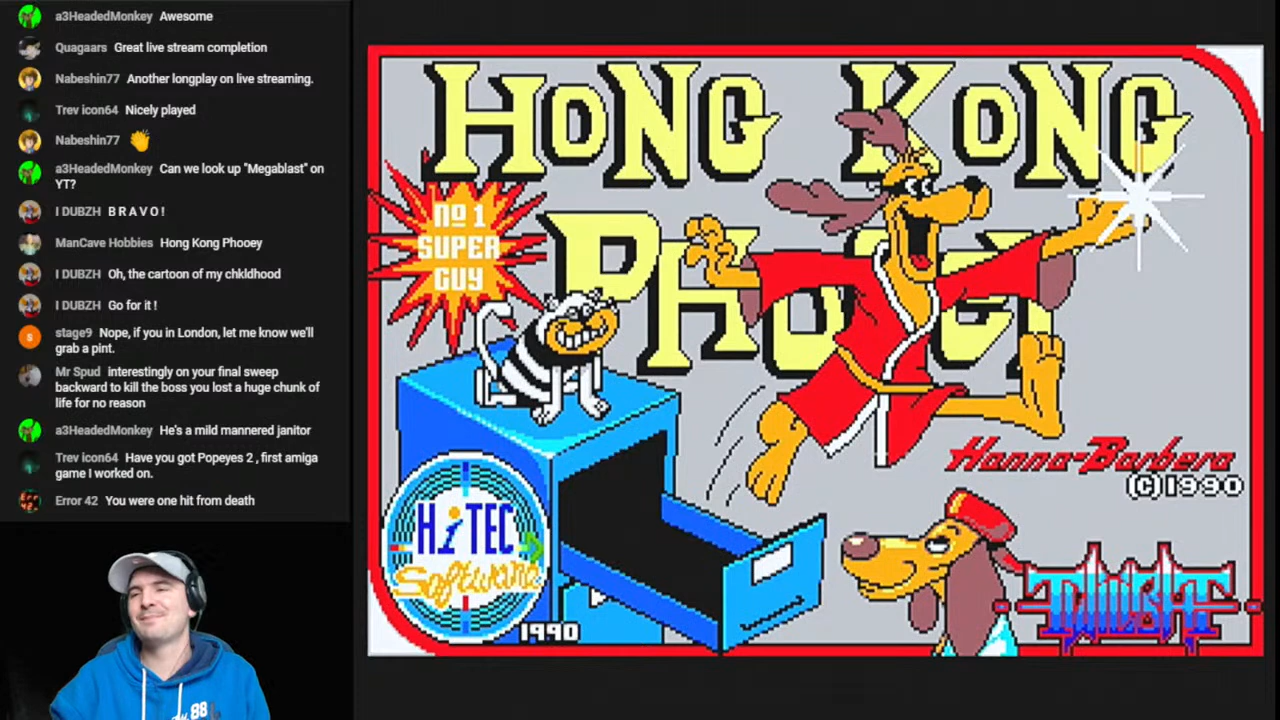 a3HeadedMonkey Awesome
Quagaars Great live stream completion
Nabeshin77 Another longplay on live streaming.
Trev icon64 Nicely played
Nabeshin77 👏
a3HeadedMonkey Can we look up "Megablast" on
YT?
I DUBZH B R A V O !
ManCave Hobbies Hong Kong Phooey
I DUBZH Oh, the cartoon of my chkldhood
I DUBZH Go for it !
stage9 Nope, if you in London, let me know we'll
grab a pint.
Mr Spud interestingly on your final sweep
backward to kill the boss you lost a huge chunk of
life for no reason
a3HeadedMonkey He's a mild mannered janitor
Trev icon64 Have you got Popeyes 2 , first amiga
game I worked on.
Error 42 You were one hit from death
HONG KONG
PHOOEY
No 1
SUPER
GUY
Hanna-Barbera
(C)1990
HiTEC
Software
1990
TWILIGHT
S
88